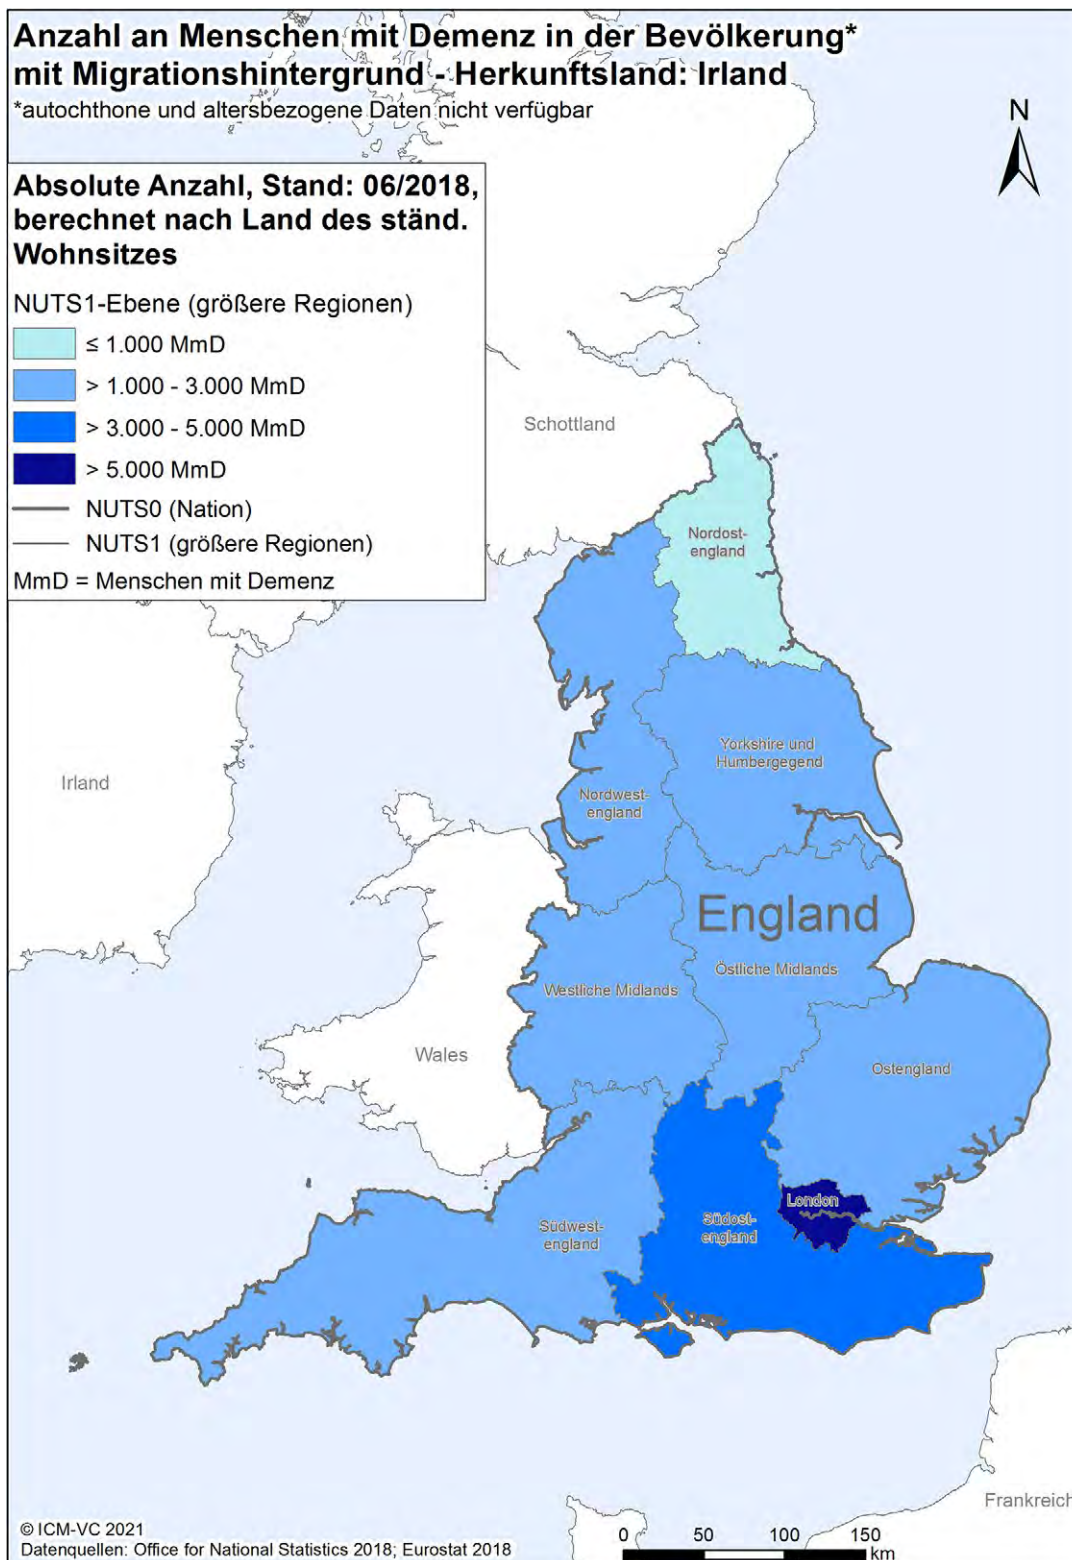 Anzahl an Menschen mit Demenz in der Bevölkerung*
mit Migrationshintergrund - Herkunftsland: Irland
*autochthone und altersbezogene Daten nicht verfügbar
N
Absolute Anzahl, Stand: 06/2018,
berechnet nach Land des ständ.
Wohnsitzes
NUTS1-Ebene (größere Regionen)
≤ 1.000 MmD
> 1.000 - 3.000 MmD
> 3.000 - 5.000 MmD
> 5.000 MmD
NUTS0 (Nation)
NUTS1 (größere Regionen)
MmD = Menschen mit Demenz
Schottland
Nordost-
england
Yorkshire und
Humbergegend
Irland
Nordwest-
england
England
Östliche Midlands
Westliche Midlands
Wales
Ostengland
London
Südwest-
england
Südost-
england
Frankreich
© ICM-VC 2021
Datenquellen: Office for National Statistics 2018; Eurostat 2018
0 50 100 150
km